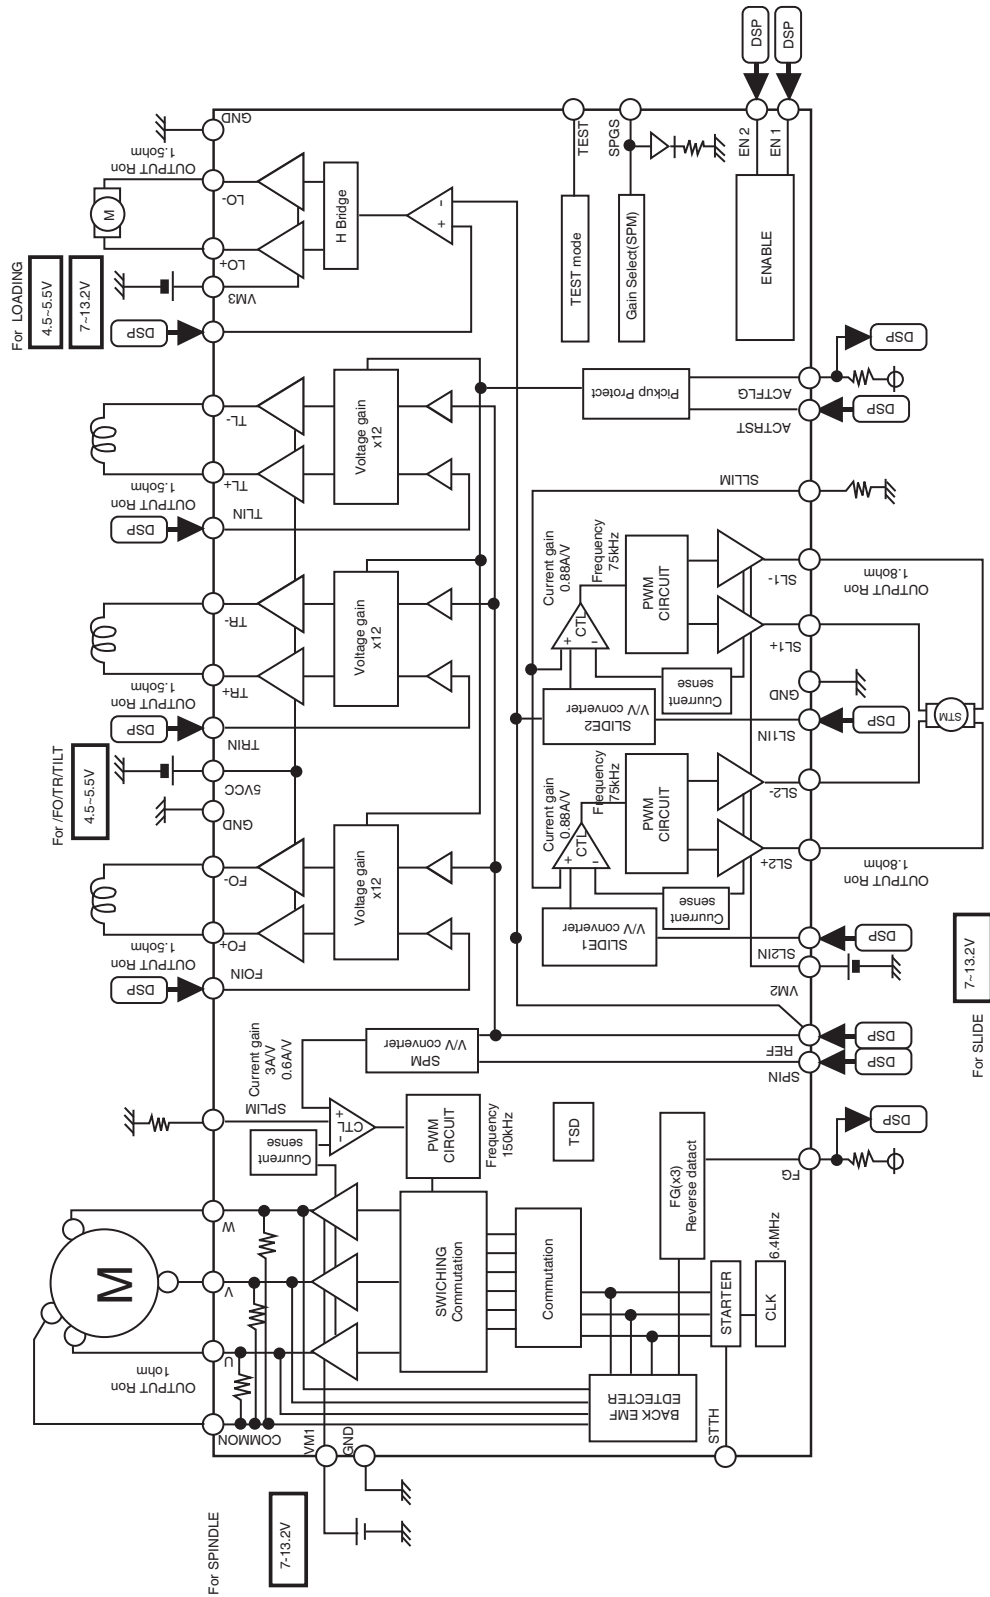 For SPINDLE
7-13.2V
VM1
GND
COMMON
OUTPUT Ron
1ohm
U
V
W
M
SPLIM
Current gain
3A/V
0.6A/V
Cuurrent
sense
CTL
+
-
SPM
V/V converter
PWM
CIRCUIT
Frequency
150kHz
TSD
SWICHING
Commutation
Commutation
FG(x3)
Reverse datact
STARTER
CLK
6.4MHz
BACK EMF
EDTECTER
STTH
FG
DSP
SPIN
DSP
REF
DSP
For /FO/TR/TILT
4.5~5.5V
DSP
FOIN
OUTPUT Ron
1.5ohm
FO+
FO-
GND
5VCC
Voltage gain
x12
DSP
TRIN
OUTPUT Ron
1.5ohm
TR+
TR-
Voltage gain
x12
DSP
TLIN
OUTPUT Ron
1.5ohm
TL+
TL-
Voltage gain
x12
For LOADING
4.5~5.5V
7~13.2V
DSP
VM3
LO+
LO-
M
OUTPUT Ron
1.5ohm
GND
H Bridge
+
-
SLIDE1
V/V converter
Current gain
0.88A/V
CTL
+
-
Frequency
75kHz
PWM
CIRCUIT
Cuurrent
sense
SLIDE2
V/V converter
Current gain
0.88A/V
CTL
+
-
Frequency
75kHz
PWM
CIRCUIT
Cuurrent
sense
VM2
SL2IN
DSP
SL2+
SL2-
OUTPUT Ron
1.8ohm
SL1IN
DSP
GND
SL1+
SL1-
OUTPUT Ron
1.8ohm
STM
SLLIM
For SLIDE
7~13.2V
Pickup Protect
ACTRST
DSP
ACTFLG
DSP
TEST mode
TEST
Gain Select(SPM)
SPGS
ENABLE
EN 2
EN 1
DSP
DSP